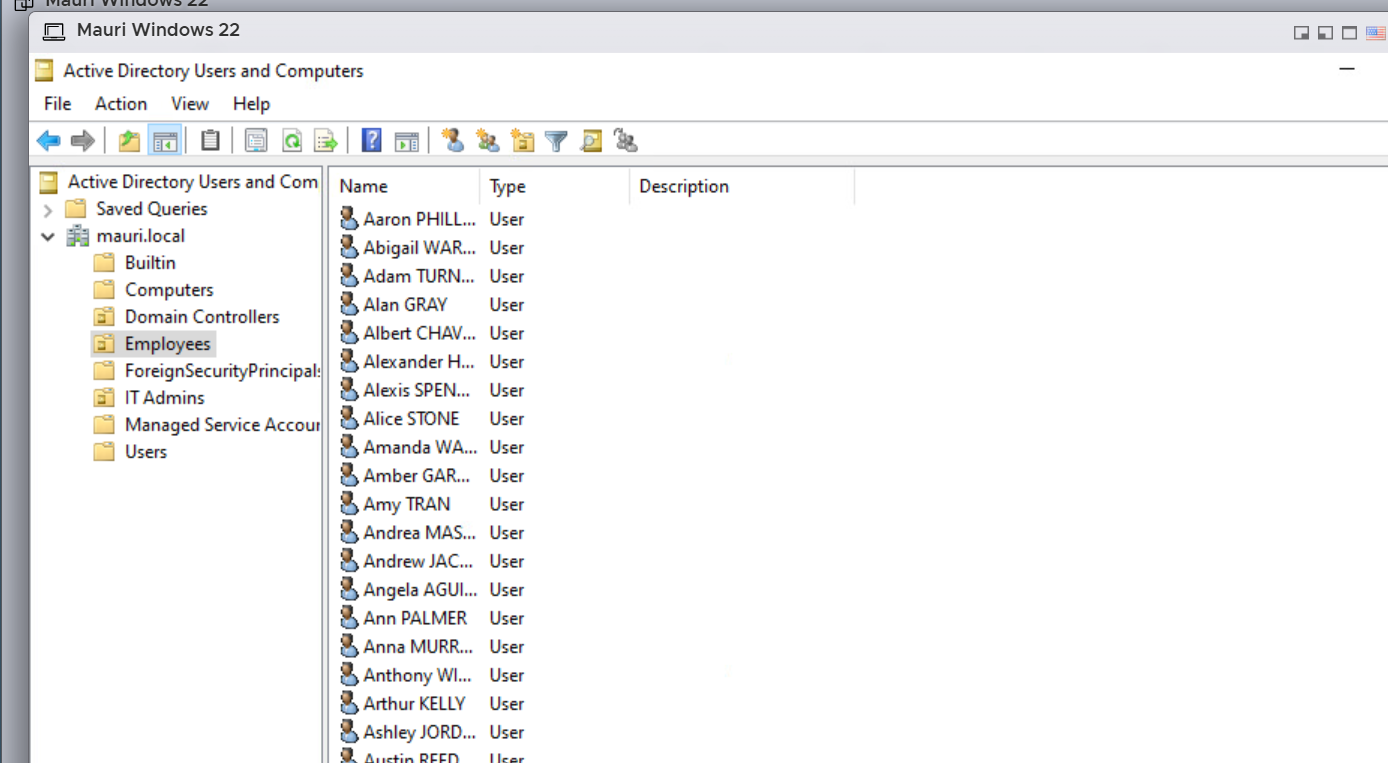 Mauri Windows 22
Mauri Windows 22
Active Directory Users and Computers
File Action View Help
Active Directory Users and Com
Saved Queries
mauri.local
Builtin
Computers
Domain Controllers
Employees
ForeignSecurityPrincipals
IT Admins
Managed Service Accour
Users
Name Type Description
Aaron PHILL... User
Abigail WAR... User
Adam TURN... User
Alan GRAY User
Albert CHAV... User
Alexander H... User
Alexis SPEN... User
Alice STONE User
Amanda WA... User
Amber GAR... User
Amy TRAN User
Andrea MAS... User
Andrew JAC... User
Angela AGUI... User
Ann PALMER User
Anna MURR... User
Anthony WI... User
Arthur KELLY User
Ashley JORD... User
Austin REED User